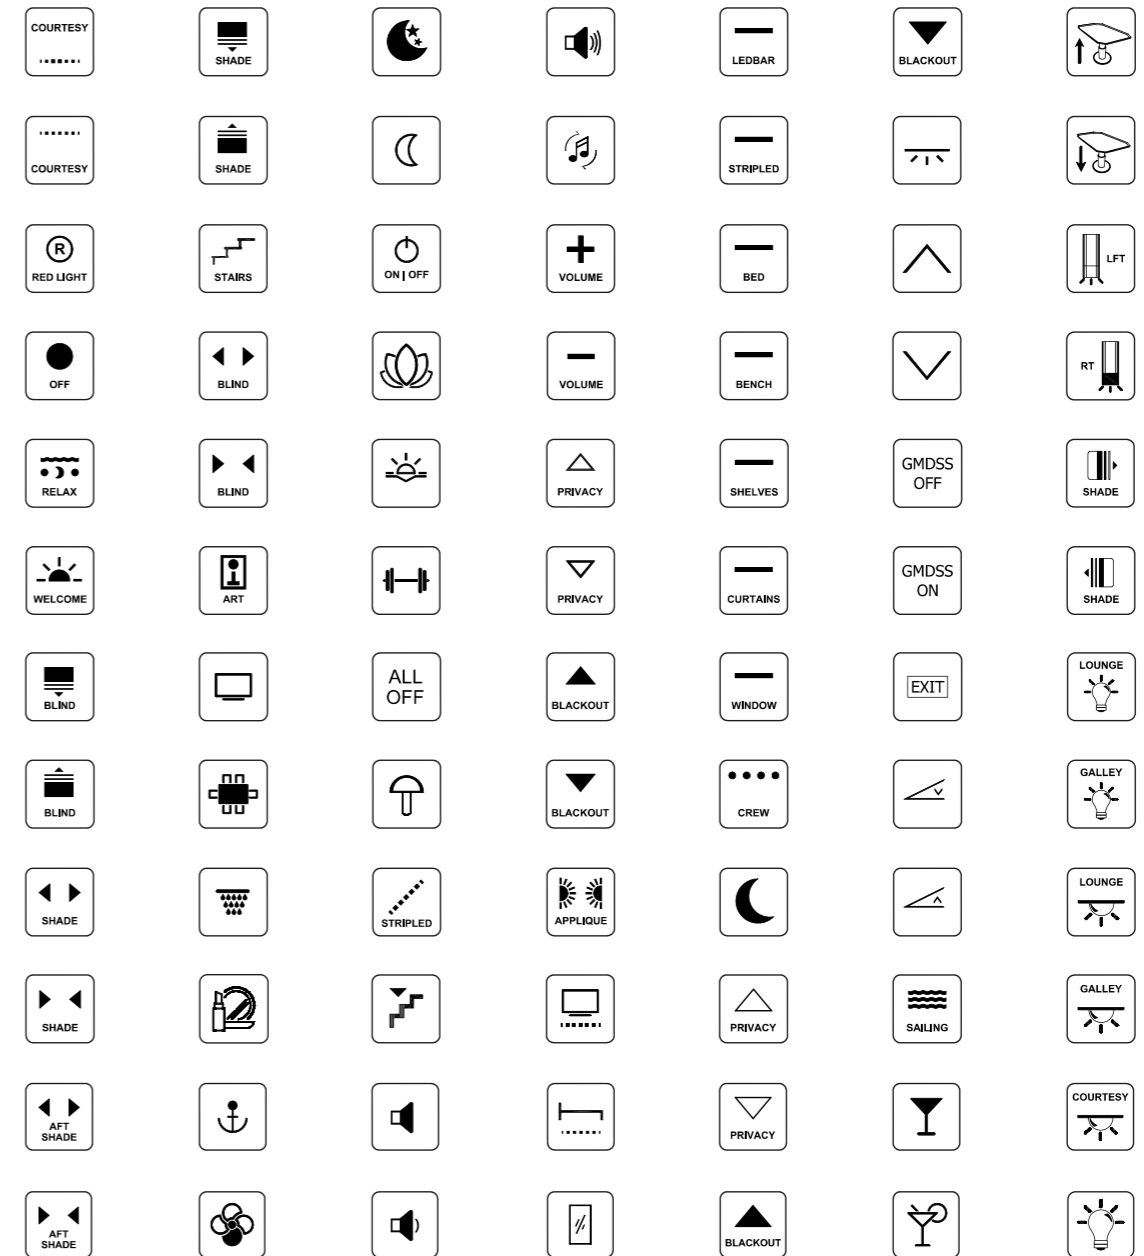 COURTESY
SHADE
LEDBAR
BLACKOUT
COURTESY
SHADE
STRIPLED
R
RED LIGHT
STAIRS
ON | OFF
VOLUME
BED
LFT
OFF
BLIND
VOLUME
BENCH
RT
RELAX
BLIND
PRIVACY
SHELVES
GMDSS
OFF
SHADE
WELCOME
ART
PRIVACY
CURTAINS
GMDSS
ON
SHADE
BLIND
ALL
OFF
BLACKOUT
WINDOW
EXIT
LOUNGE
BLIND
BLACKOUT
CREW
GALLEY
SHADE
STRIPLED
APPLIQUE
LOUNGE
SHADE
PRIVACY
SAILING
GALLEY
AFT
SHADE
PRIVACY
COURTESY
AFT
SHADE
BLACKOUT